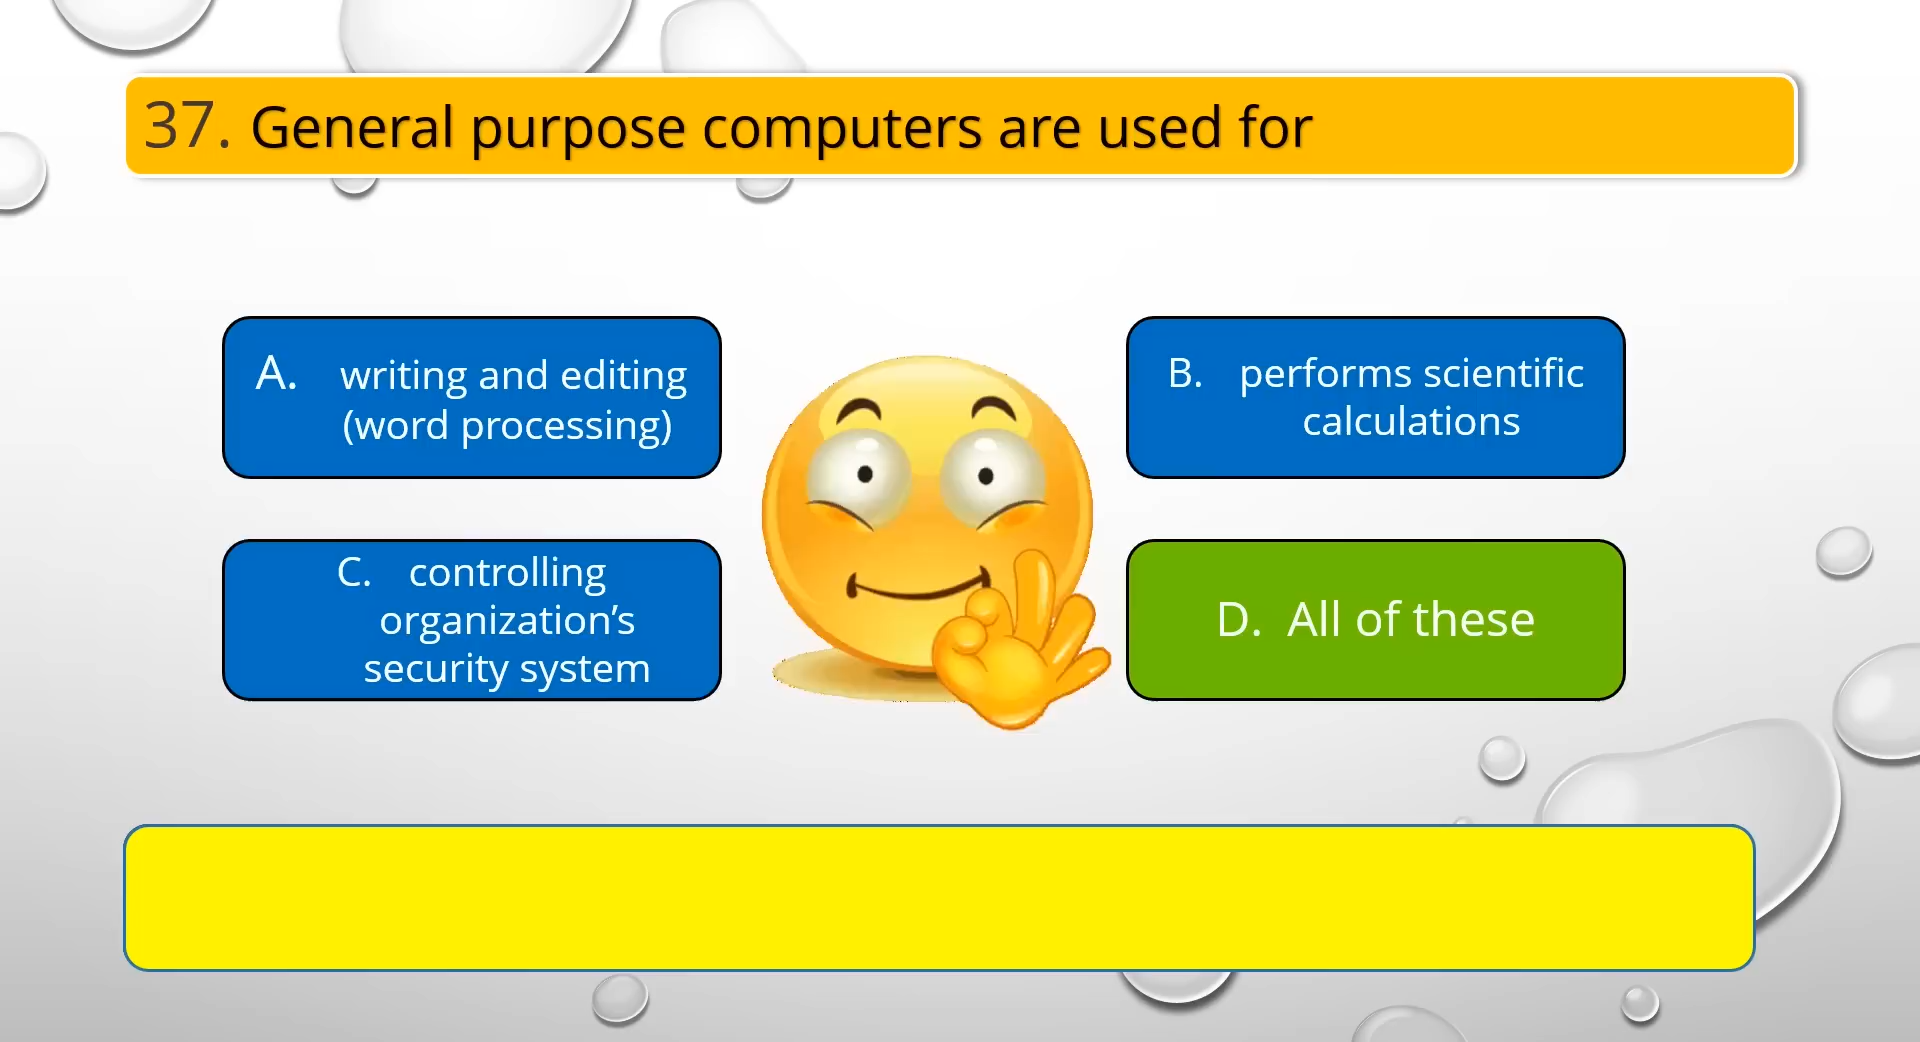 37. General purpose computers are used for
A. writing and editing
(word processing)
B. performs scientific
calculations
C. controlling
organization’s
security system
D. All of these